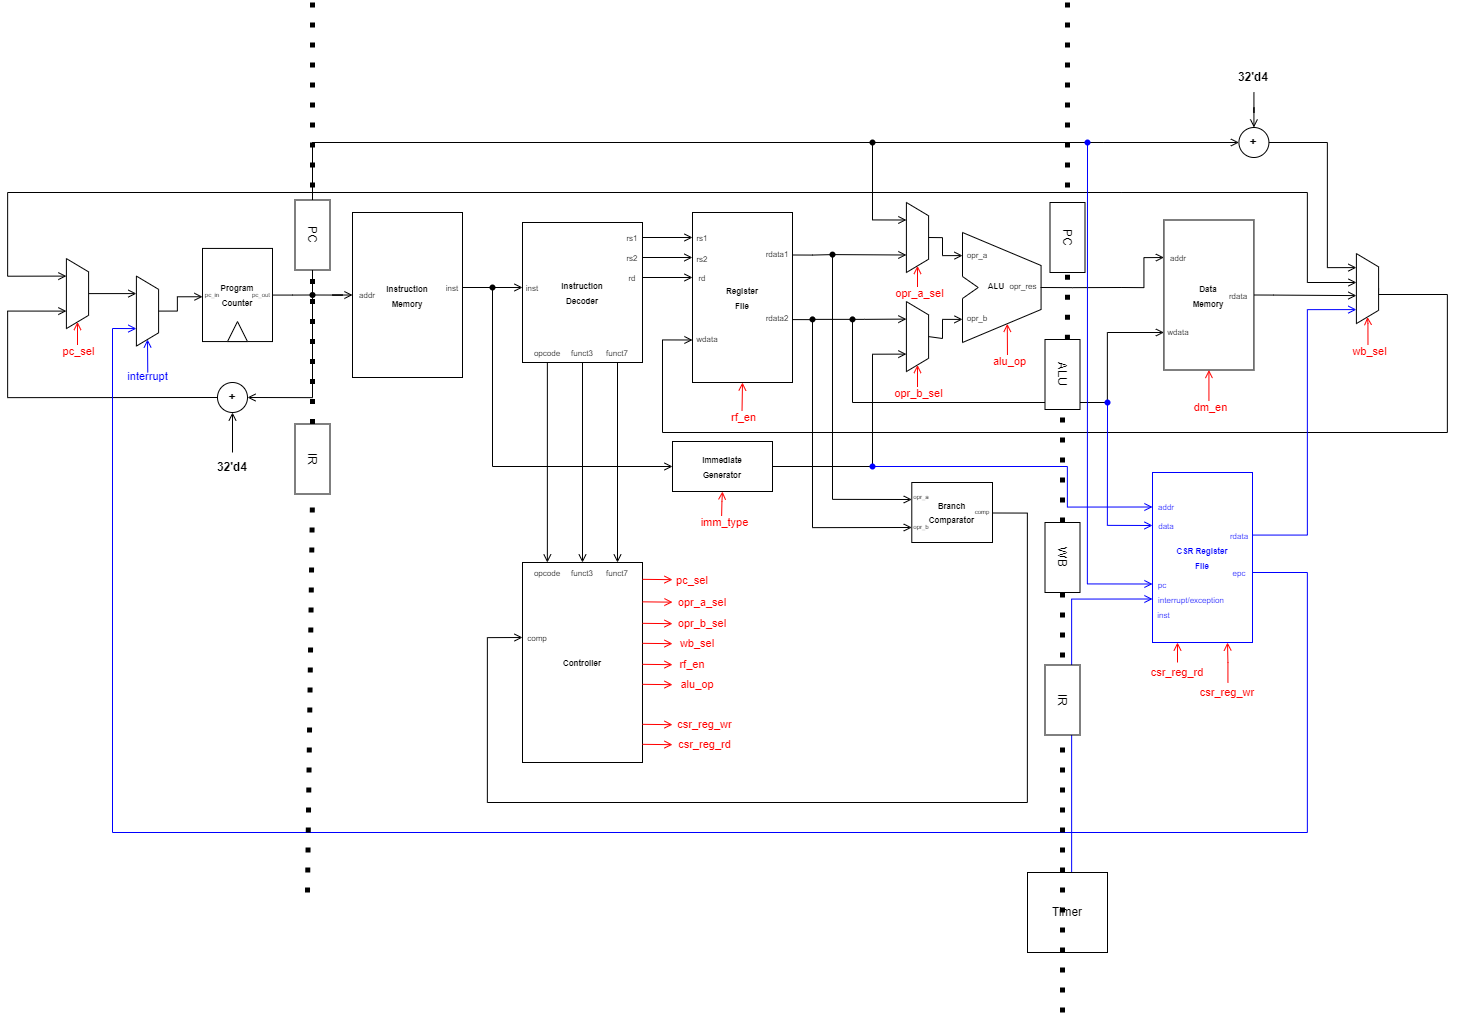 32'd4
+
PC
PC
Program
Counter
pc_in
pc_out
pc_sel
interrupt
+
32'd4
IR
addr
Instruction
Memory
inst
inst
Instruction
Decoder
rs1
rs2
rd
opcode
funct3
funct7
rs1
rs2
rd
wdata
Register
File
rdata1
rdata2
rf_en
opr_a_sel
opr_b_sel
opr_a
opr_b
ALU
opr_res
alu_op
ALU
addr
wdata
Data
Memory
rdata
dm_en
wb_sel
Immediate
Generator
imm_type
opr_a
opr_b
Branch
Comparator
comp
WB
IR
addr
data
pc
interrupt/exception
inst
CSR Register
File
rdata
epc
csr_reg_rd
csr_reg_wr
opcode
funct3
funct7
comp
Controller
pc_sel
opr_a_sel
opr_b_sel
wb_sel
rf_en
alu_op
csr_reg_wr
csr_reg_rd
Timer